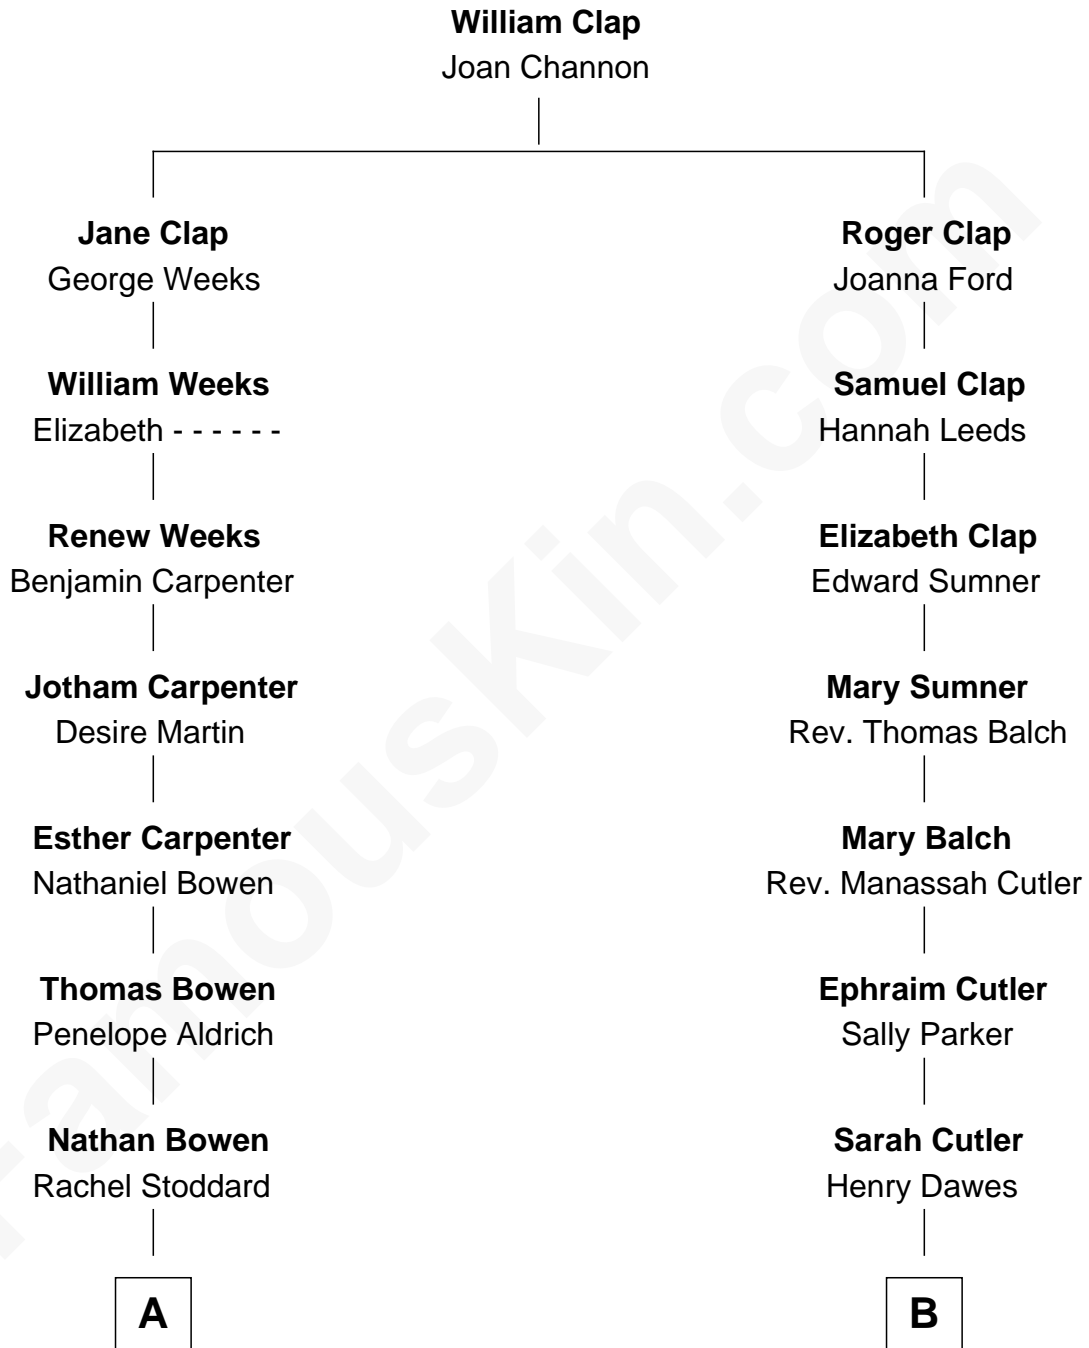 William Clap
Joan Channon
Jane Clap
George Weeks
Roger Clap
Joanna Ford
William Weeks
Elizabeth - - - - - -
Samuel Clap
Hannah Leeds
Renew Weeks
Benjamin Carpenter
Elizabeth Clap
Edward Sumner
Jotham Carpenter
Desire Martin
Mary Sumner
Rev. Thomas Balch
Esther Carpenter
Nathaniel Bowen
Mary Balch
Rev. Manassah Cutler
Thomas Bowen
Penelope Aldrich
Ephraim Cutler
Sally Parker
Nathan Bowen
Rachel Stoddard
Sarah Cutler
Henry Dawes
A
B
FamousKin.com